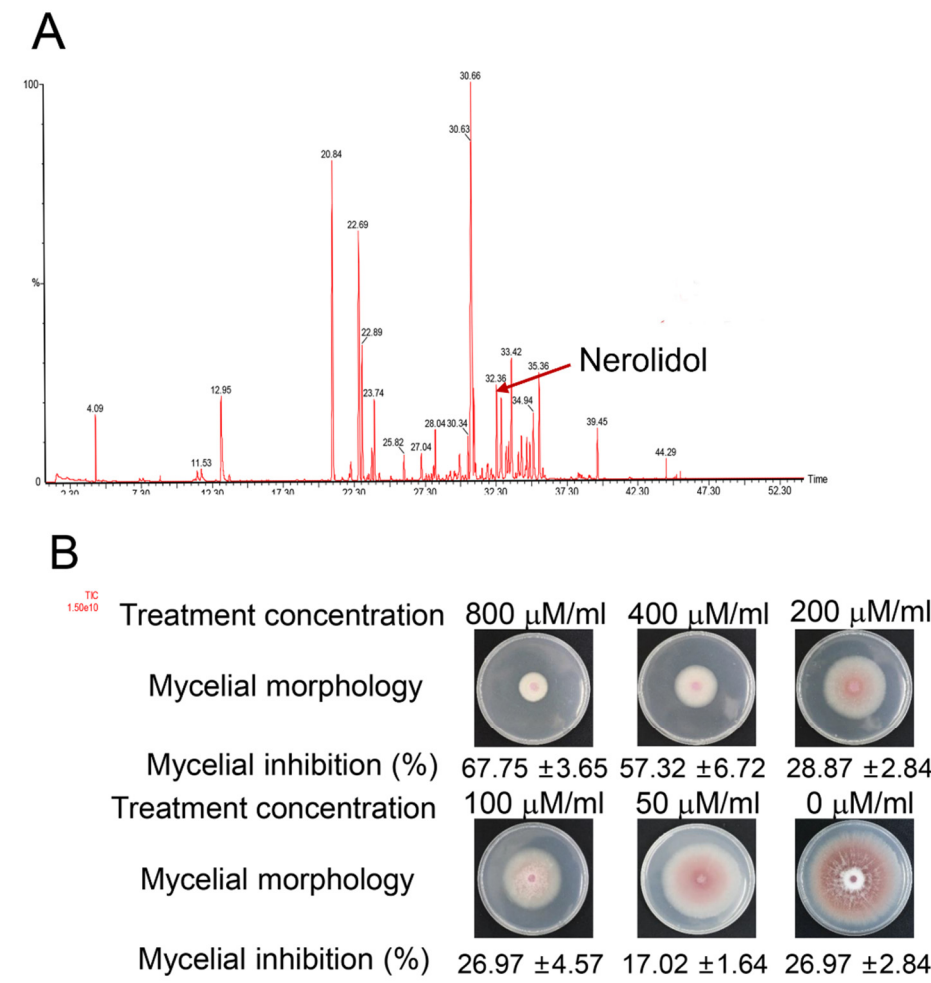 A
100
30.66
30.63
20.84
22.69
%
22.89
33.42
Nerolidol
35.36
32.36
23.74
12.95
34.94
4.09
28.04
30.34
39.45
25.82
27.04
44.29
11.53
0
Time
2.30 7.30 12.30 17.30 22.30 27.30 32.30 37.30 42.30 47.30 52.30
B
TIC
1.50e10
Treatment concentration 800 μM/ml 400 μM/ml 200 μM/ml
Mycelial morphology
Mycelial inhibition (%) 67.75 ±3.65 57.32 ±6.72 28.87 ±2.84
Treatment concentration 100 μM/ml 50 μM/ml 0 μM/ml
Mycelial morphology
Mycelial inhibition (%) 26.97 ±4.57 17.02 ±1.64 26.97 ±2.84